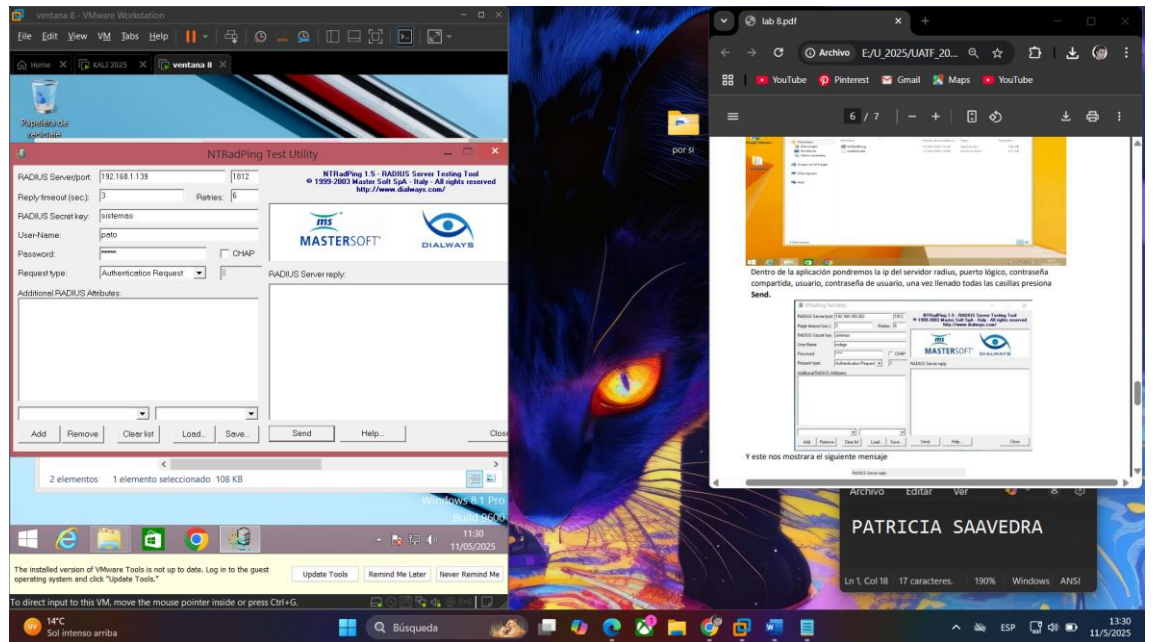 ventana 8 - VMware Workstation
File Edit View VM Tabs Help
Home KALI 2025 ventana 8
Papelera de
reciclaje
NTRadPing Test Utility
RADIUS Server/port: 192.168.1.139 1812
Reply timeout (sec.): 3 Retries: 6
RADIUS Secret key: sistemas
User-Name: pato
Password: ***** CHAP
Request type: Authentication Request 0
Additional RADIUS Attributes:
NTRadPing 1.5 - RADIUS Server Testing Tool
© 1999-2003 Master Soft SpA - Italy - All rights reserved
http://www.dialways.com/
ms
MASTERSOFT
DIALWAYS
RADIUS Server reply:
Add Remove Clear list Load... Save... Send Help... Close
2 elementos 1 elemento seleccionado 108 KB
Windows 8.1 Pro
Build 9600
11:30
11/05/2025
The installed version of VMware Tools is not up to date. Log in to the guest
operating system and click "Update Tools."
Update Tools Remind Me Later Never Remind Me
To direct input to this VM, move the mouse pointer inside or press Ctrl+G.
por si
lab 8.pdf
Archivo E:/U_2025/UATF_20...
YouTube Pinterest Gmail Maps YouTube
6 / 7
Dentro de la aplicación pondremos la ip del servidor radius, puerto lógico, contraseña
compartida, usuario, contraseña de usuario, una vez llenado todas las casillas presiona
Send.
NTRadPing Test Utility
MASTERSOFT
DIALWAYS
Y este nos mostrara el siguiente mensaje
RADIUS Server reply
Archivo Editar Ver
PATRICIA SAAVEDRA
Ln 1, Col 18 17 caracteres. 190% Windows ANSI
14°C
Sol intenso
arriba
Búsqueda
ESP
13:30
11/5/2025